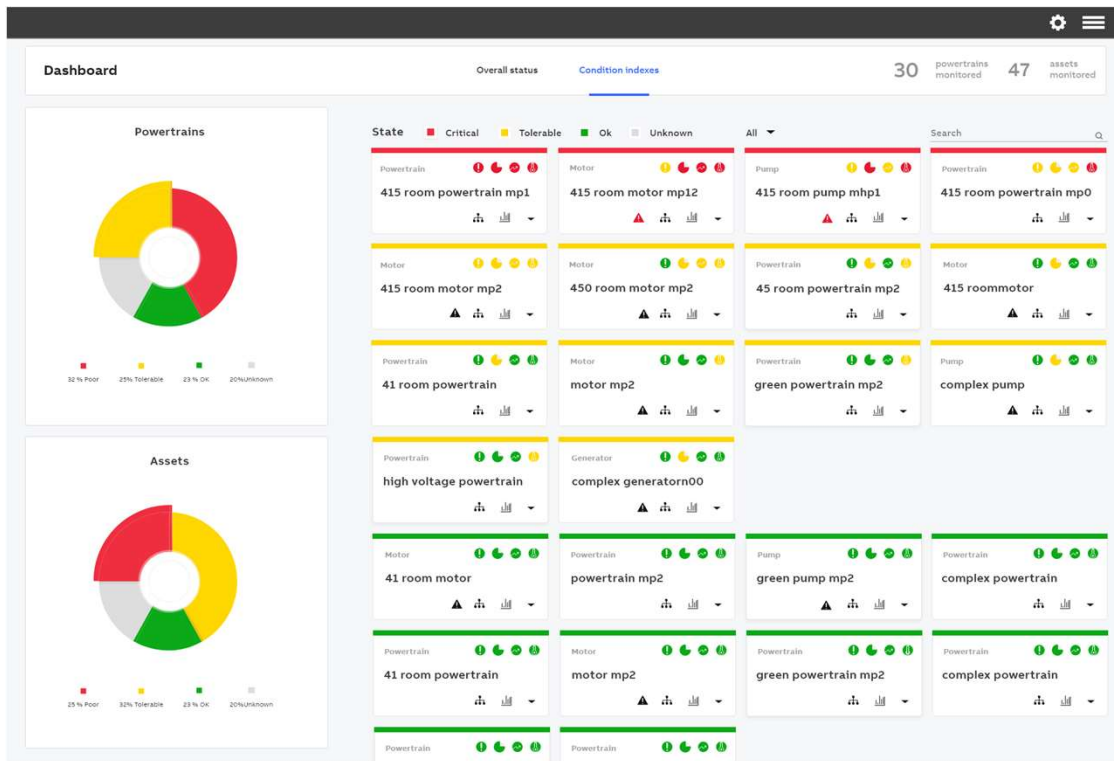 Dashboard
Overall status
Condition indexes
30 powertrains monitored
47 assets monitored
Powertrains
32 % Poor
25% Tolerable
23 % OK
20%Unknown
Assets
25 % Poor
32% Tolerable
23 % OK
20%Unknown
State Critical Tolerable Ok Unknown
All
Search
Powertrain
415 room powertrain mp1
Motor
415 room motor mp12
Pump
415 room pump mhp1
Powertrain
415 room powertrain mp0
Motor
415 room motor mp2
Motor
450 room motor mp2
Powertrain
45 room powertrain mp2
Motor
415 roommotor
Powertrain
41 room powertrain
Motor
motor mp2
Powertrain
green powertrain mp2
Pump
complex pump
Powertrain
high voltage powertrain
Generator
complex generatorn00
Motor
41 room motor
Powertrain
powertrain mp2
Pump
green pump mp2
Powertrain
complex powertrain
Powertrain
41 room powertrain
Motor
motor mp2
Powertrain
green powertrain mp2
Powertrain
complex powertrain
Powertrain
Powertrain